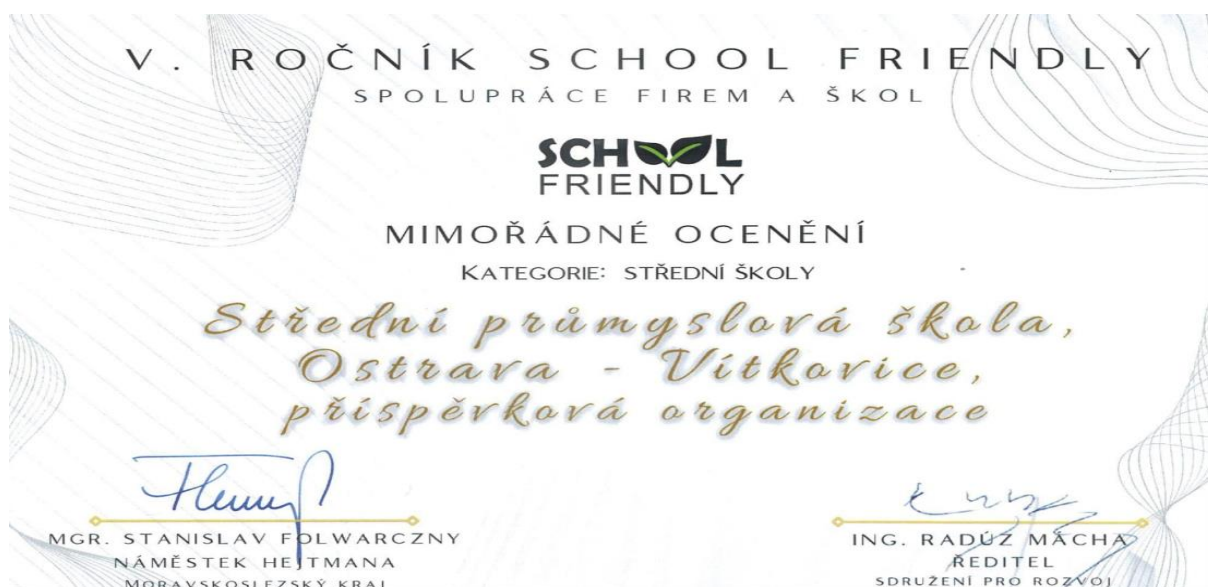 V. ROČNÍK SCHOOL FRIENDLY
SPOLUPRÁCE FIREM A ŠKOL
SCHOOL
FRIENDLY
MIMOŘÁDNÉ OCENĚNÍ
KATEGORIE: STŘEDNÍ ŠKOLY
Střední průmyslová škola,
Ostrava - Vítkovice,
příspěvková organizace
MGR. STANISLAV FOLWARCZNY
NÁMĚSTEK HEJTMANA
MORAVSKOSLEZSKÝ KRAJ
ING. RADÚZ MÁCHA
ŘEDITEL
SDRUŽENÍ PRO ROZVOJ